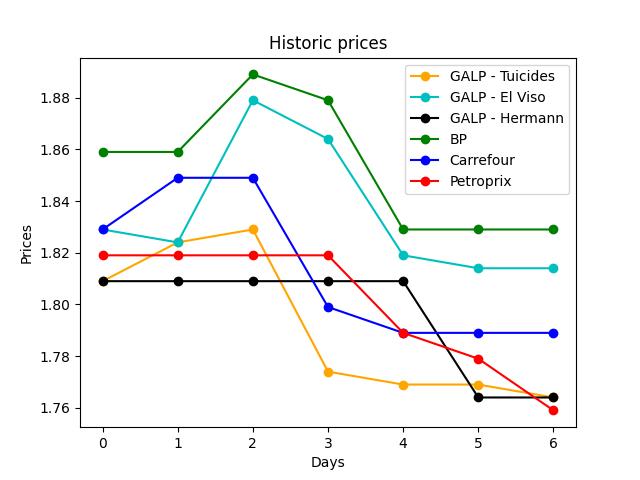 Historic prices
GALP - Tuicides
GALP - El Viso
GALP - Hermann
BP
Carrefour
Petroprix
Prices
1.88
1.86
1.84
1.82
1.80
1.78
1.76
0 1 2 3 4 5 6
Days